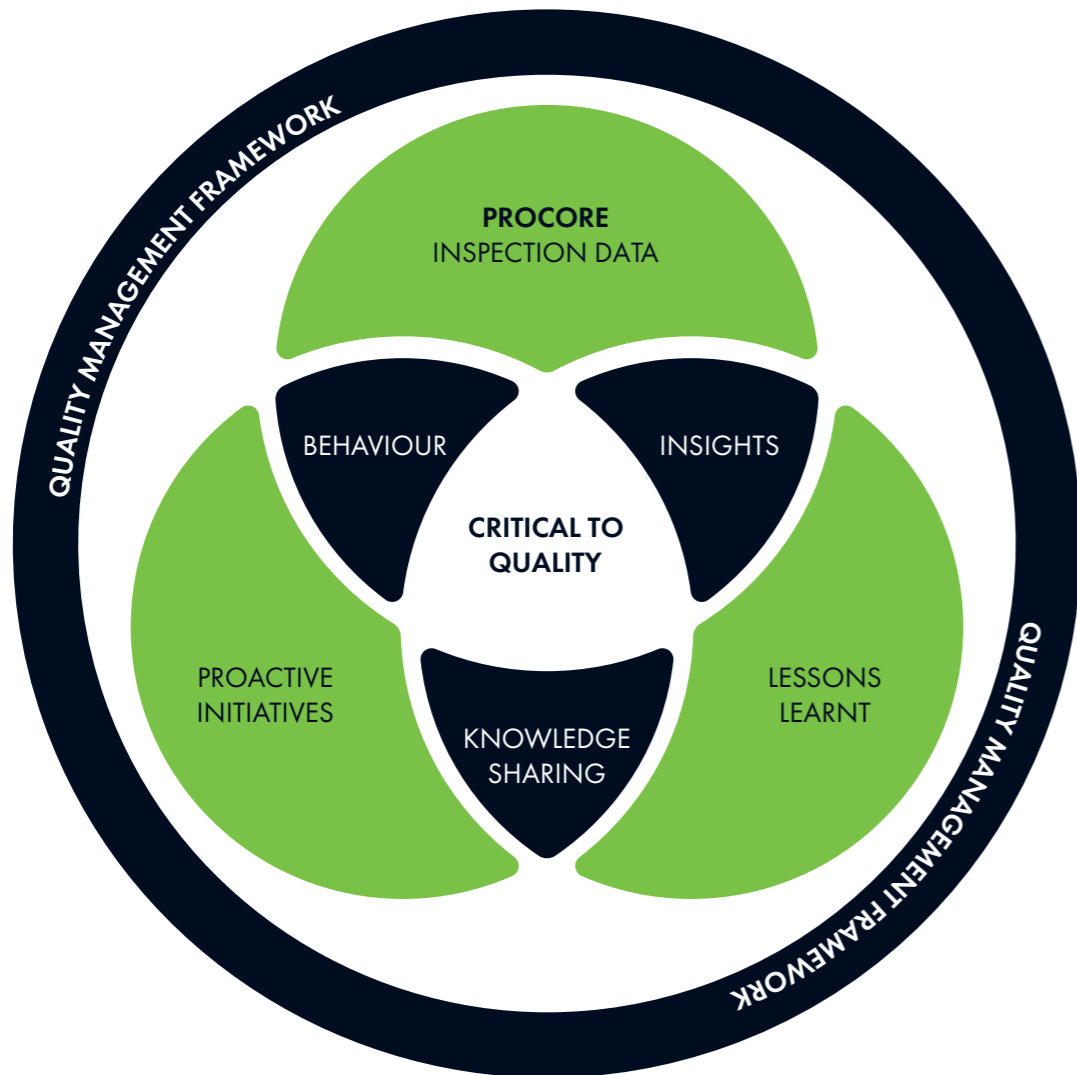 QUALITY MANAGEMENT FRAMEWORK
PROCORE
INSPECTION DATA
BEHAVIOUR
INSIGHTS
CRITICAL TO
QUALITY
PROACTIVE
INITIATIVES
LESSONS
LEARNT
KNOWLEDGE
SHARING
QUALITY MANAGEMENT FRAMEWORK